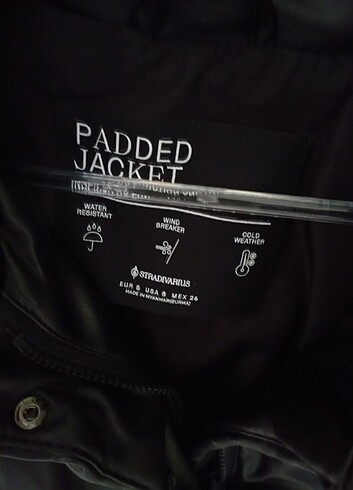 PADDED
JACKET
WATER
RESISTANT
WIND
BREAKER
COLD
WEATHER
STRADIVARIUS
EUR S USA S MEX 26
MADE IN MYANMAR(BURMA)